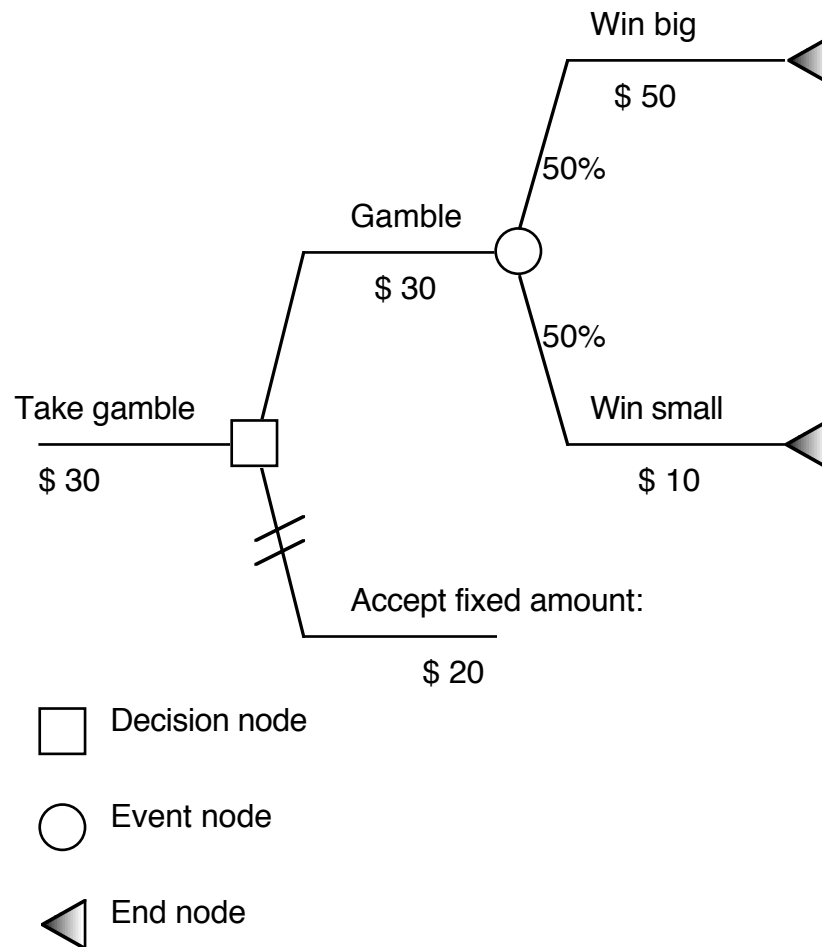 Win big
$ 50
50%
Gamble
$ 30
50%
Take gamble
$ 30
Win small
$ 10
Accept fixed amount:
$ 20
Decision node
Event node
End node